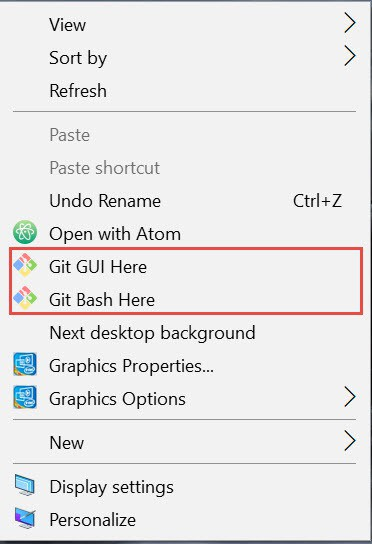 View
Sort by
Refresh
Paste
Paste shortcut
Undo Rename Ctrl+Z
Open with Atom
Git GUI Here
Git Bash Here
Next desktop background
Graphics Properties...
Graphics Options
New
Display settings
Personalize